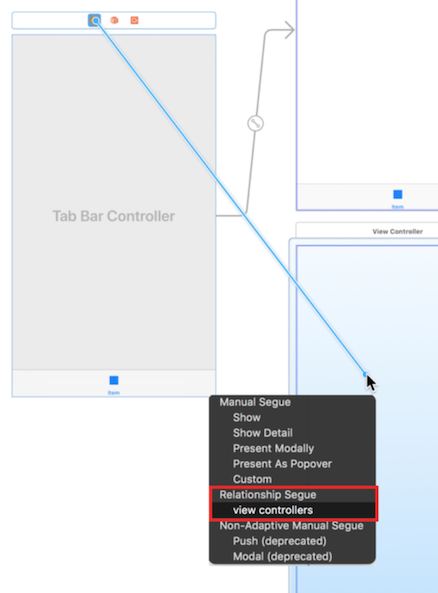 Tab Bar Controller
Item
Item
View Controller
Manual Segue
Show
Show Detail
Present Modally
Present As Popover
Custom
Relationship Segue
view controllers
Non-Adaptive Manual Segue
Push (deprecated)
Modal (deprecated)